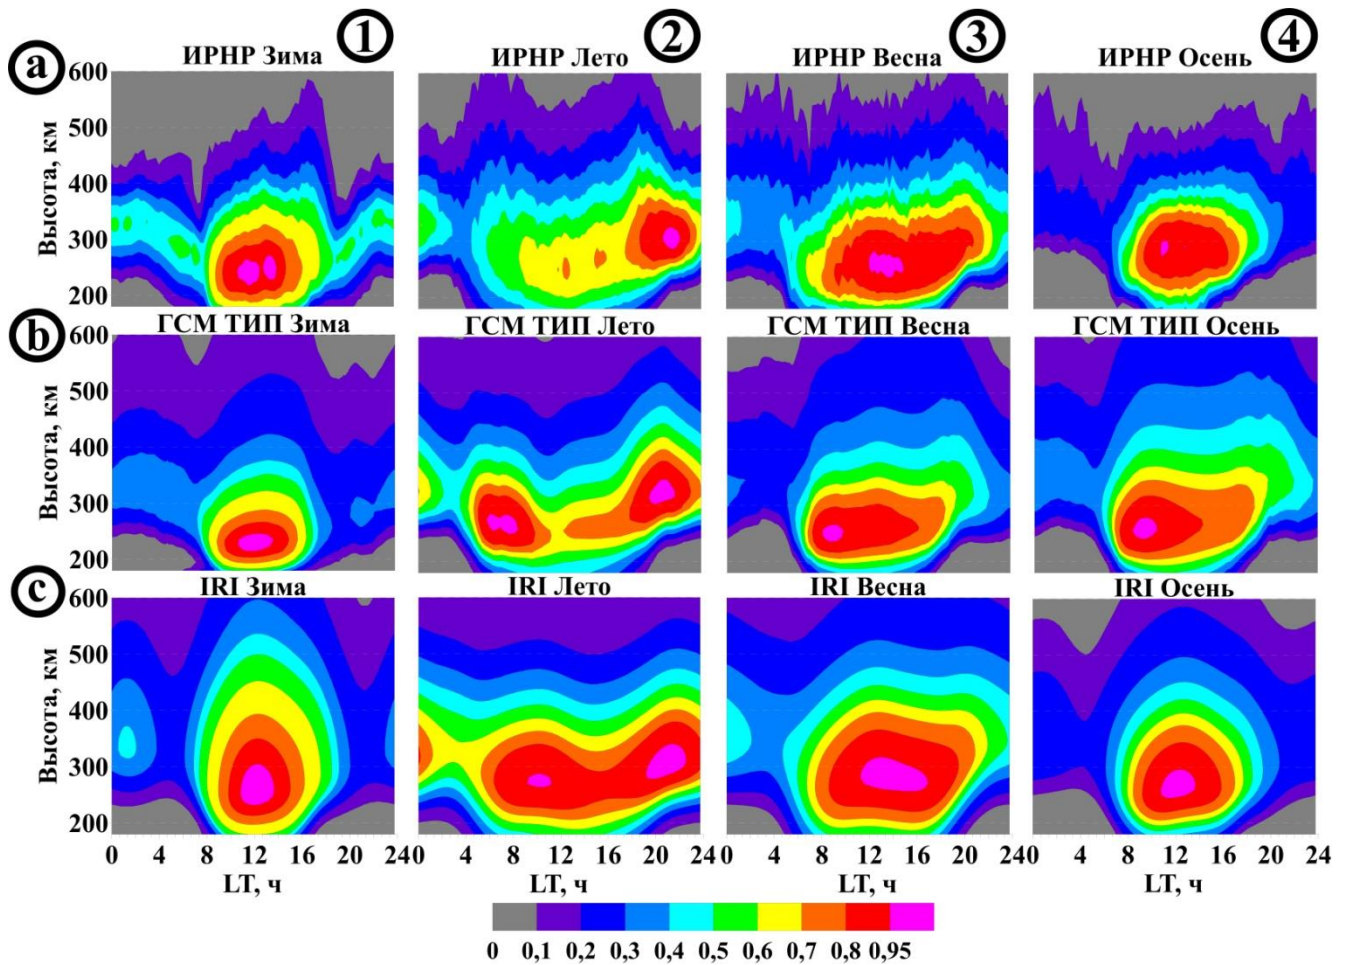 1 2 3 4
a
ИРНР Зима ИРНР Лето ИРНР Весна ИРНР Осень
600
500
400
300
200
Высота, км
b
ГСМ ТИП Зима ГСМ ТИП Лето ГСМ ТИП Весна ГСМ ТИП Осень
600
500
400
300
200
Высота, км
c
IRI Зима IRI Лето IRI Весна IRI Осень
600
500
400
300
200
Высота, км
0 4 8 12 16 20 24 0 4 8 12 16 20 24 0 4 8 12 16 20 24 0 4 8 12 16 20 24
LT, ч LT, ч LT, ч LT, ч
0 0,1 0,2 0,3 0,4 0,5 0,6 0,7 0,8 0,95